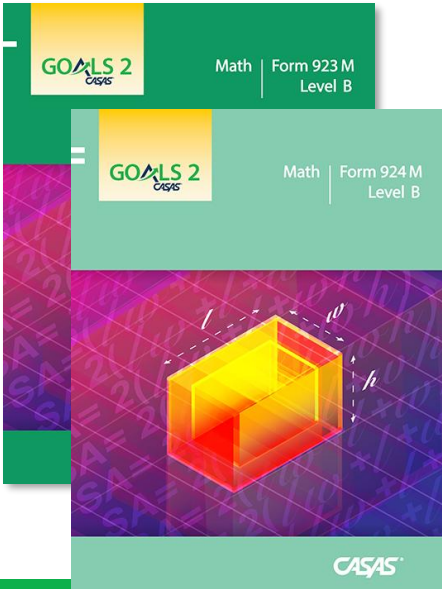 GOALS 2
CASAS
Math | Form 923 M
Level B
GOALS 2
CASAS
Math | Form 924 M
Level B
l
w
h
CASAS